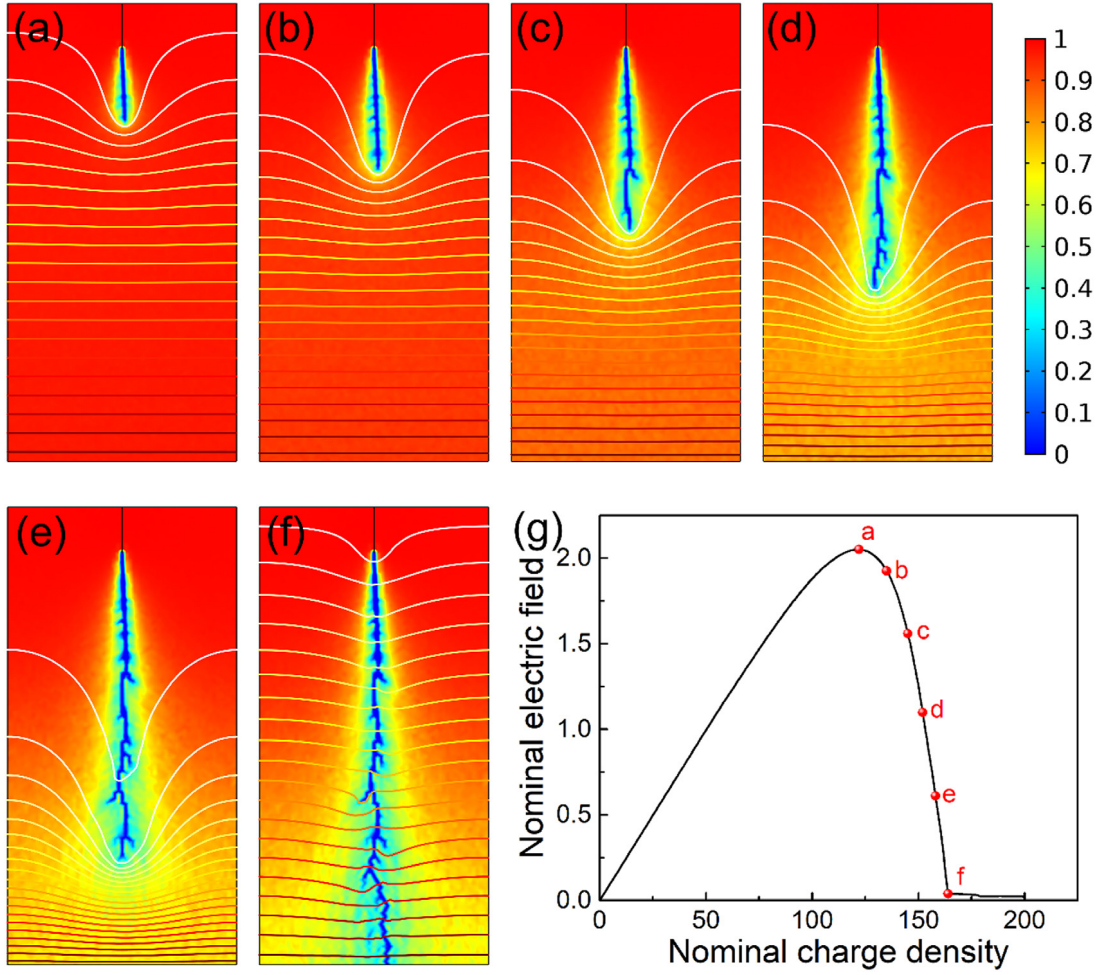 (a)
(b)
(c)
(d)
1
0.9
0.8
0.7
0.6
0.5
0.4
0.3
0.2
0.1
0
(e)
(f)
(g)
Nominal electric field
2.0
1.5
1.0
0.5
0.0
a
b
c
d
e
f
0 50 100 150 200
Nominal charge density